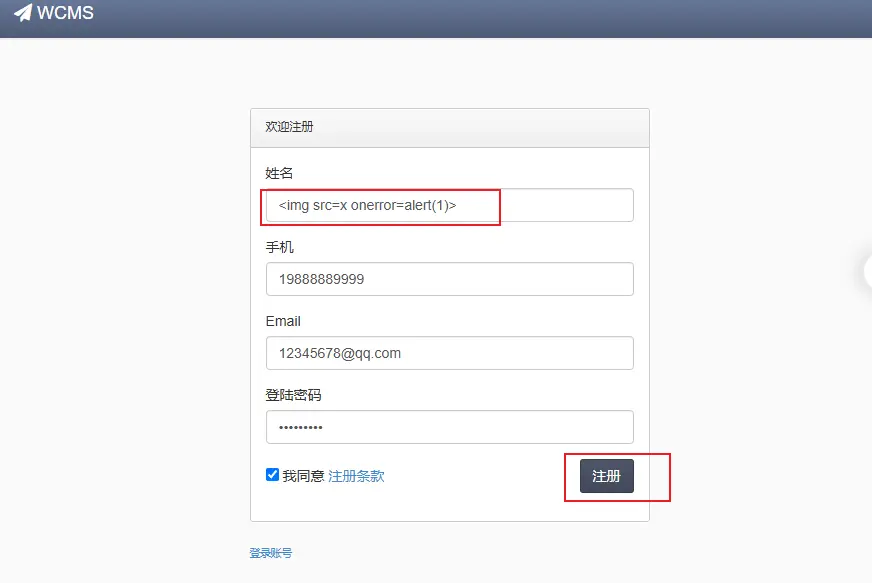 WCMS
欢迎注册
姓名
<img src=x onerror=alert(1)>
手机
19888889999
Email
12345678@qq.com
登陆密码
•••••••••
我同意 注册条款
注册
登录账号